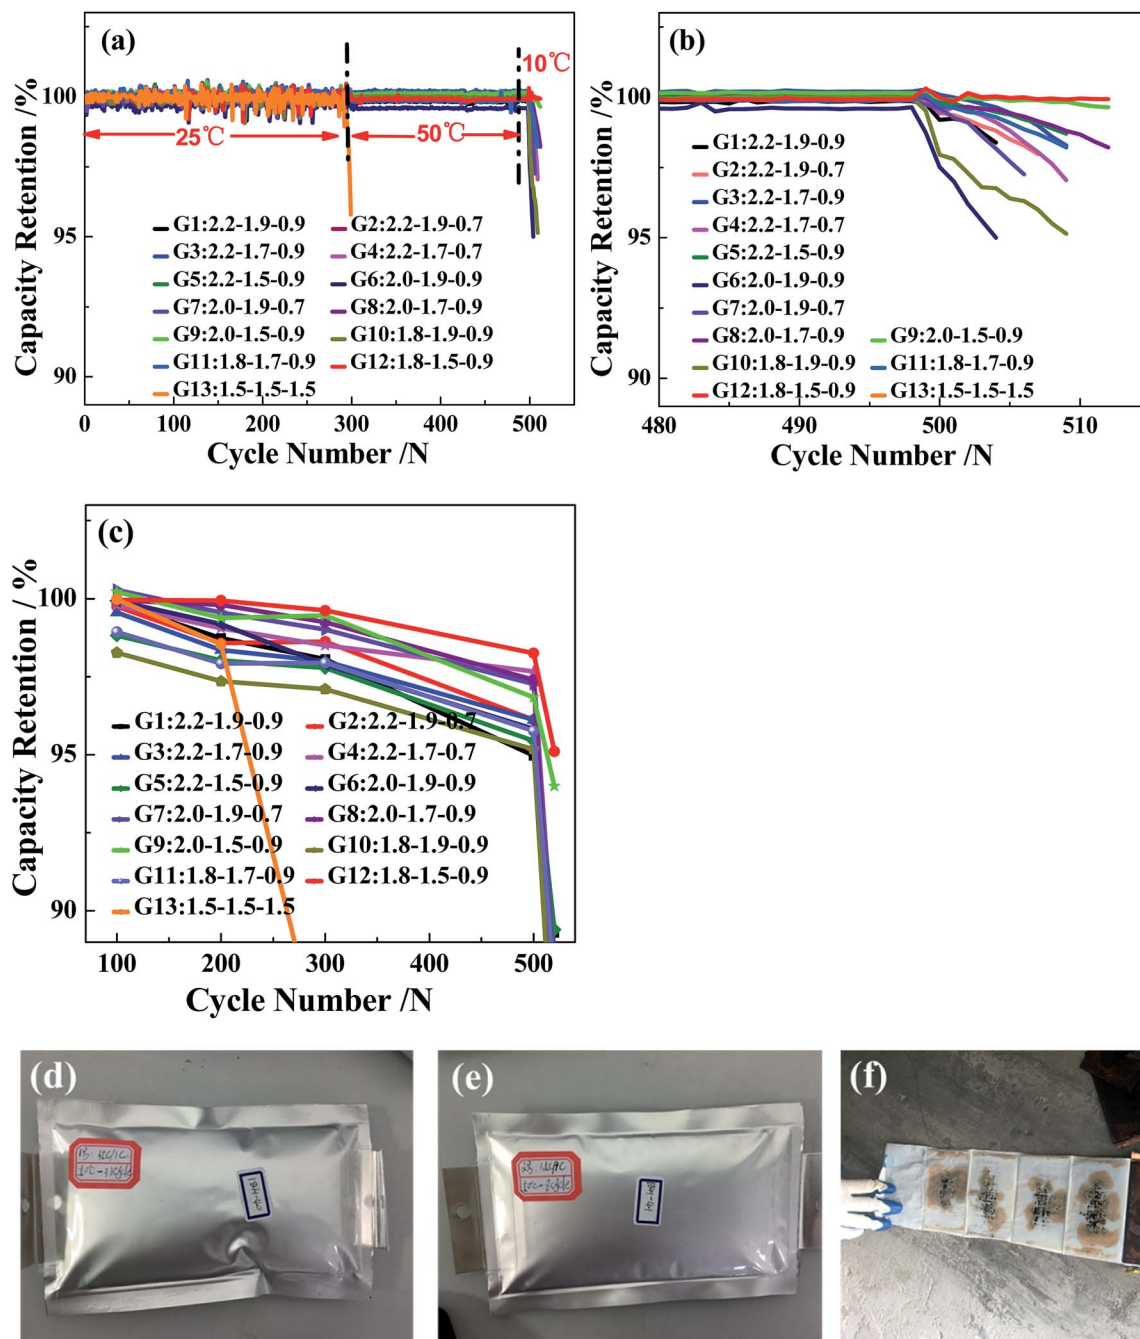 (a)
10℃
100
25℃
50℃
G1:2.2-1.9-0.9 G2:2.2-1.9-0.7
G3:2.2-1.7-0.9 G4:2.2-1.7-0.7
95
G5:2.2-1.5-0.9 G6:2.0-1.9-0.9
G7:2.0-1.9-0.7 G8:2.0-1.7-0.9
G9:2.0-1.5-0.9 G10:1.8-1.9-0.9
G11:1.8-1.7-0.9 G12:1.8-1.5-0.9
90
G13:1.5-1.5-1.5
0 100 200 300 400 500
Cycle Number /N
Capacity Retention /%
(b)
100
G1:2.2-1.9-0.9
G2:2.2-1.9-0.7
G3:2.2-1.7-0.9
G4:2.2-1.7-0.7
95
G5:2.2-1.5-0.9
G6:2.0-1.9-0.9
G7:2.0-1.9-0.7
G8:2.0-1.7-0.9 G9:2.0-1.5-0.9
G10:1.8-1.9-0.9 G11:1.8-1.7-0.9
90
G12:1.8-1.5-0.9 G13:1.5-1.5-1.5
480 490 500 510
Cycle Number /N
Capacity Retention /%
(c)
100
G1:2.2-1.9-0.9 G2:2.2-1.9-0.7
95
G3:2.2-1.7-0.9 G4:2.2-1.7-0.7
G5:2.2-1.5-0.9 G6:2.0-1.9-0.9
G7:2.0-1.9-0.7 G8:2.0-1.7-0.9
G9:2.0-1.5-0.9 G10:1.8-1.9-0.9
G11:1.8-1.7-0.9 G12:1.8-1.5-0.9
90
G13:1.5-1.5-1.5
100 200 300 400 500
Cycle Number /N
Capacity Retention / %
(d)
(e)
(f)